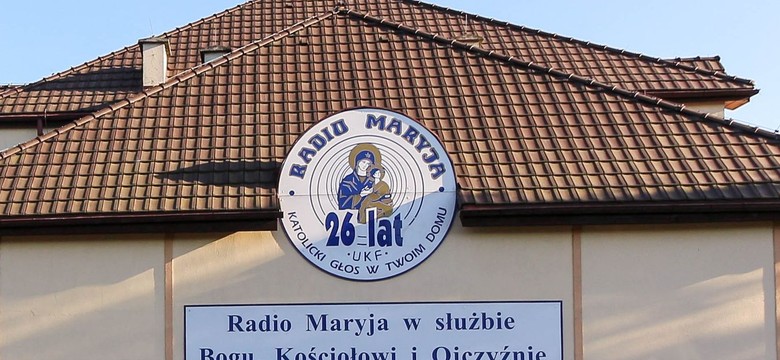 RADIO MARYJA
26 lat
UKF
KATOLICKI GŁOS W TWOIM DOMU
Radio Maryja w służbie
Bogu, Kościołowi i Ojczyźnie